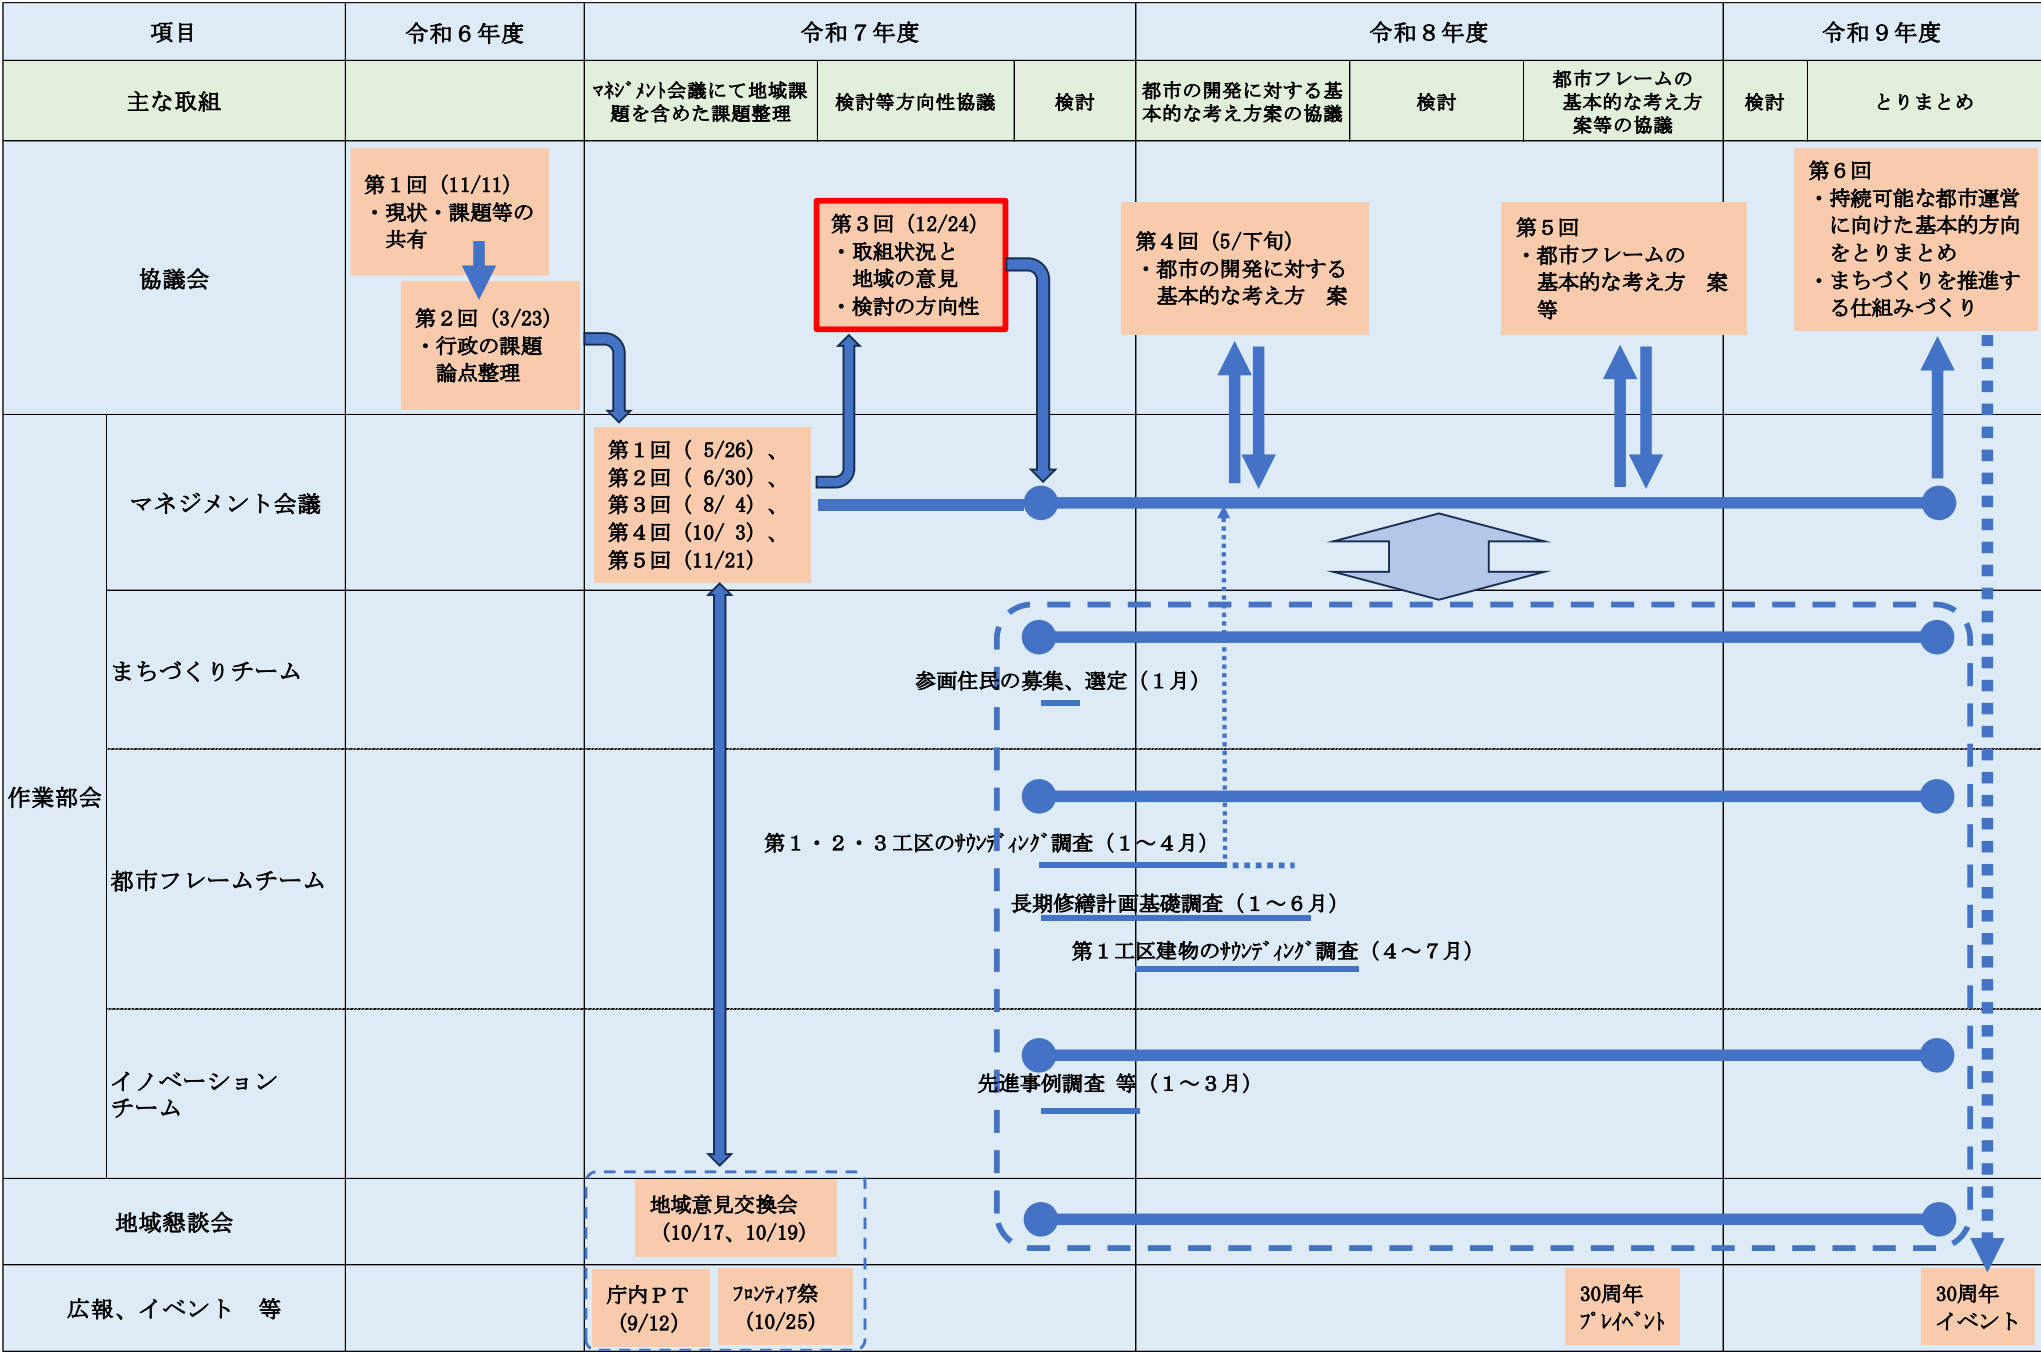 項目
令和６年度
令和７年度
令和８年度
令和９年度
主な取組
ﾏﾈｼﾞﾒﾝﾄ会議にて地域課
題を含めた課題整理
検討等方向性協議
検討
都市の開発に対する基
本的な考え方案の協議
検討
都市フレームの
基本的な考え方
案等の協議
検討
とりまとめ
協議会
第１回（11/11）
・現状・課題等の
共有
第２回（3/23）
・行政の課題
論点整理
第３回（12/24）
・取組状況と
地域の意見
・検討の方向性
第４回（5/下旬）
・都市の開発に対する
基本的な考え方　案
第５回
・都市フレームの
基本的な考え方　案
等
第６回
・持続可能な都市運営
に向けた基本的方向
をとりまとめ
・まちづくりを推進す
る仕組みづくり
作業部会
マネジメント会議
第１回（ 5/26）、
第２回（ 6/30）、
第３回（ 8/ 4）、
第４回（10/ 3）、
第５回（11/21）
まちづくりチーム
参画住民の募集、選定（１月）
都市フレームチーム
第１・２・３工区のｻｳﾝﾃﾞｨﾝｸﾞ調査（１～４月）
長期修繕計画基礎調査（１～６月）
第１工区建物のｻｳﾝﾃﾞｨﾝｸﾞ調査（４～７月）
イノベーション
チーム
先進事例調査 等（１～３月）
地域懇談会
地域意見交換会
（10/17、10/19）
広報、イベント　等
庁内ＰＴ
（9/12）
ﾌﾛﾝﾃｨｱ祭
（10/25）
30周年
ﾌﾟﾚｲﾍﾞﾝﾄ
30周年
イベント